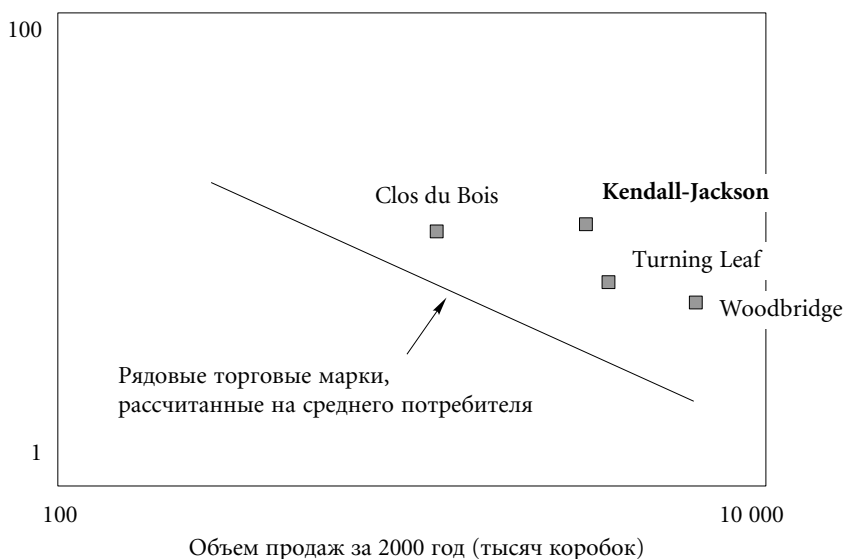 100
Clos du Bois
Kendall-Jackson
Turning Leaf
Woodbridge
Рядовые торговые марки,
рассчитанные на среднего потребителя
1
100
10 000
Объем продаж за 2000 год (тысяч коробок)